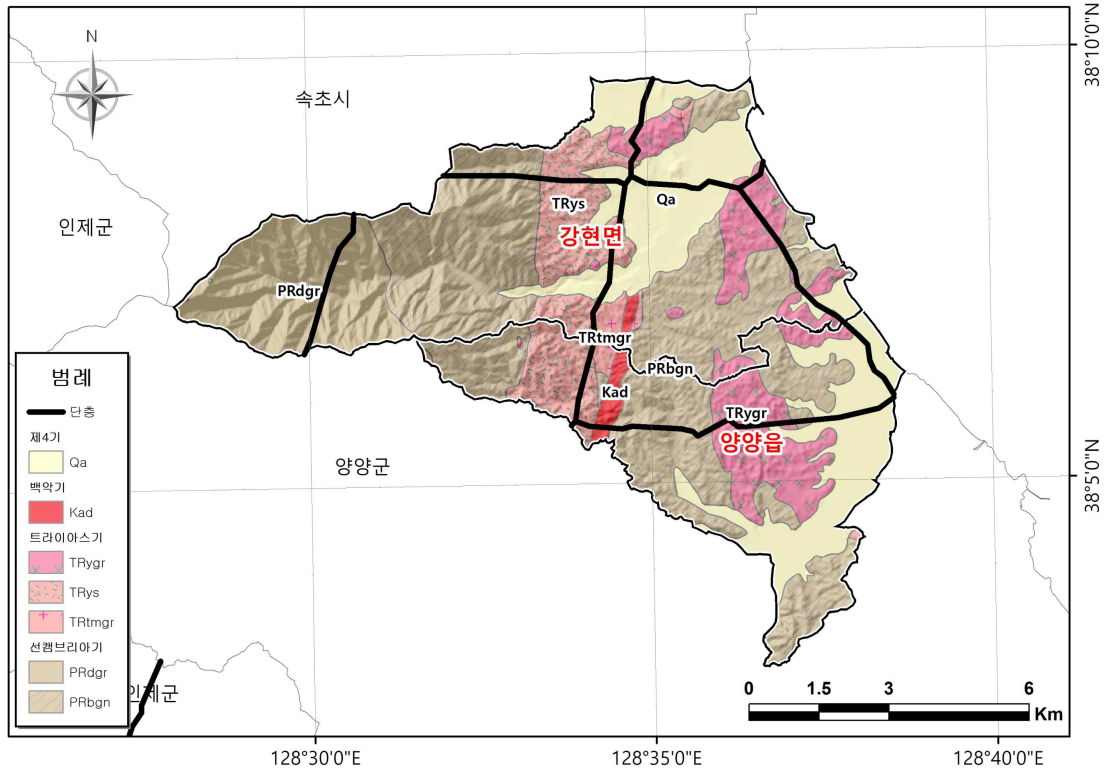 N
38°10'0"N
속초시
인제군
TRys
Qa
강현면
PRdgr
TRtmgr
PRbgn
Kad
TRygr
양양읍
양양군
38°5'0"N
범례
단층
제4기
Qa
백악기
Kad
트라이아스기
TRygr
TRys
TRtmgr
선캠브리아기
PRdgr
PRbgn
인제군
0 1.5 3 6
Km
128°30'0"E 128°35'0"E 128°40'0"E